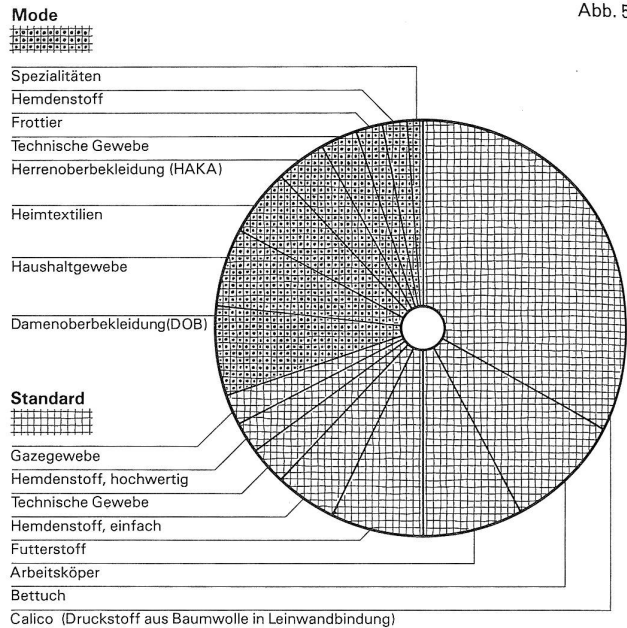 Mode
Abb. 5
Spezialitäten
Hemdenstoff
Frottier
Technische Gewebe
Herrenoberbekleidung (HAKA)
Heimtextilien
Haushaltgewebe
Damenoberbekleidung(DOB)
Standard
Gazegewebe
Hemdenstoff, hochwertig
Technische Gewebe
Hemdenstoff, einfach
Futterstoff
Arbeitsköper
Bettuch
Calico (Druckstoff aus Baumwolle in Leinwandbindung)